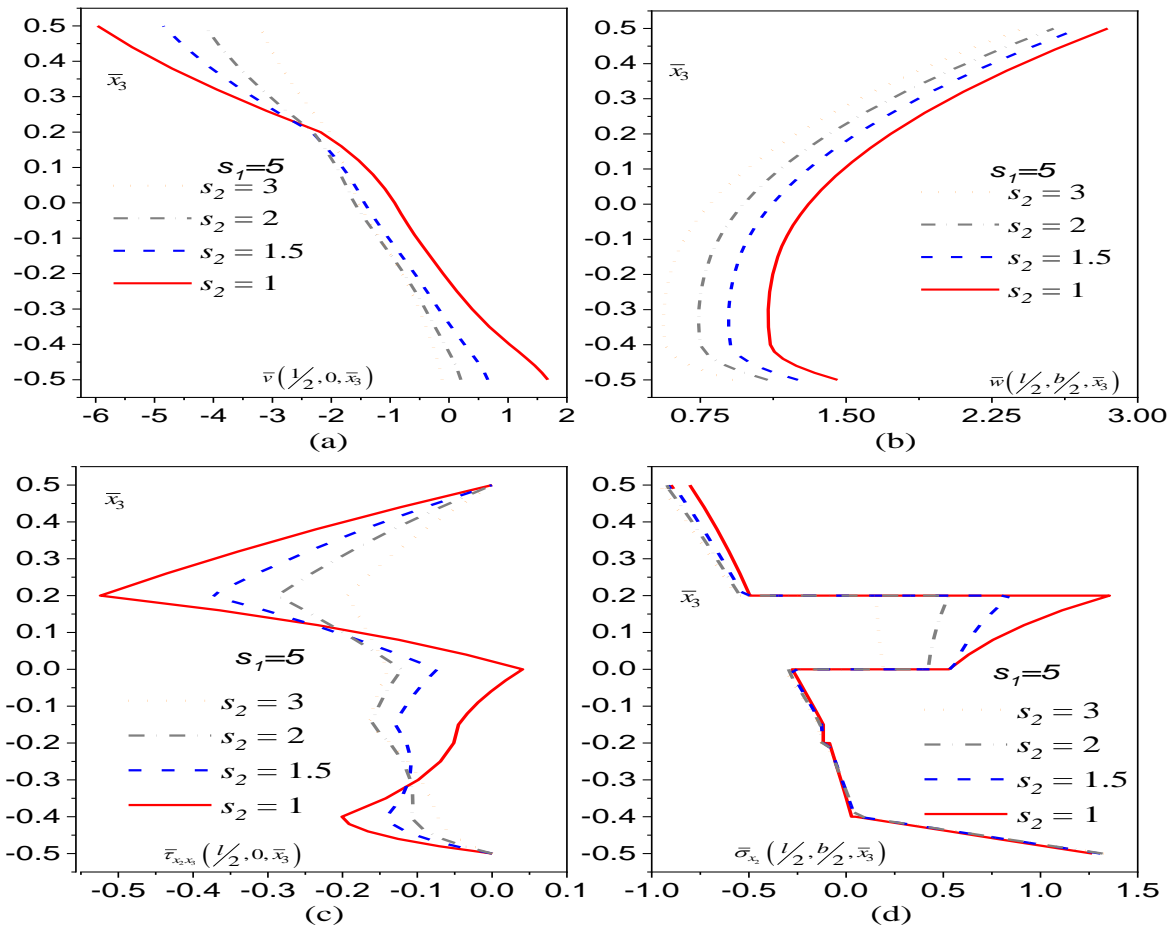 0.5
0.4
0.3
0.2
0.1
0.0
-0.1
-0.2
-0.3
-0.4
-0.5
x̅₃
s₁=5
s₂ = 3
s₂ = 2
s₂ = 1.5
s₂ = 1
v̅(1/2, 0, x̅₃)
-6 -5 -4 -3 -2 -1 0 1 2
(a)
0.5
0.4
0.3
0.2
0.1
0.0
-0.1
-0.2
-0.3
-0.4
-0.5
x̅₃
s₁=5
s₂ = 3
s₂ = 2
s₂ = 1.5
s₂ = 1
w̅(l/2, b/2, x̅₃)
0.75 1.50 2.25 3.00
(b)
0.5
0.4
0.3
0.2
0.1
0.0
-0.1
-0.2
-0.3
-0.4
-0.5
x̅₃
s₁=5
s₂ = 3
s₂ = 2
s₂ = 1.5
s₂ = 1
τ̅ₓ₂ₓ₃(l/2, 0, x̅₃)
-0.5 -0.4 -0.3 -0.2 -0.1 0.0 0.1
(c)
0.5
0.4
0.3
0.2
0.1
0.0
-0.1
-0.2
-0.3
-0.4
-0.5
x̅₃
s₁=5
s₂ = 3
s₂ = 2
s₂ = 1.5
s₂ = 1
σ̅ₓ₂(l/2, b/2, x̅₃)
-1.0 -0.5 0.0 0.5 1.0 1.5
(d)